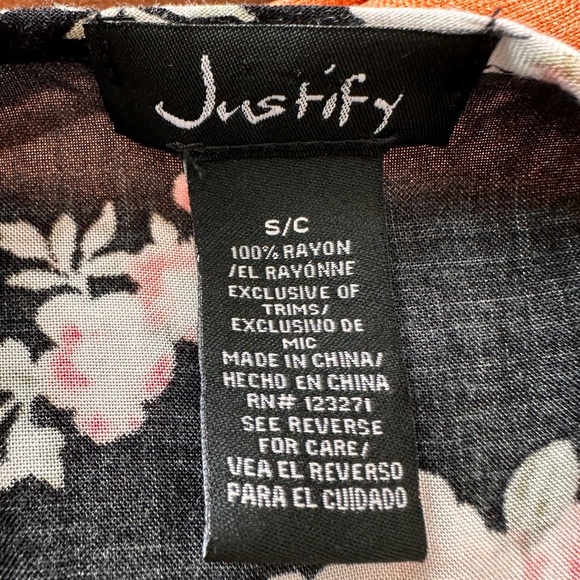 Justify
S/C
100% RAYON
/EL RAYÓNNE
EXCLUSIVE OF
TRIMS/
EXCLUSIVO DE
MIC
MADE IN CHINA/
HECHO EN CHINA
RN# 123271
SEE REVERSE
FOR CARE/
VEA EL REVERSO
PARA EL CUIDADO